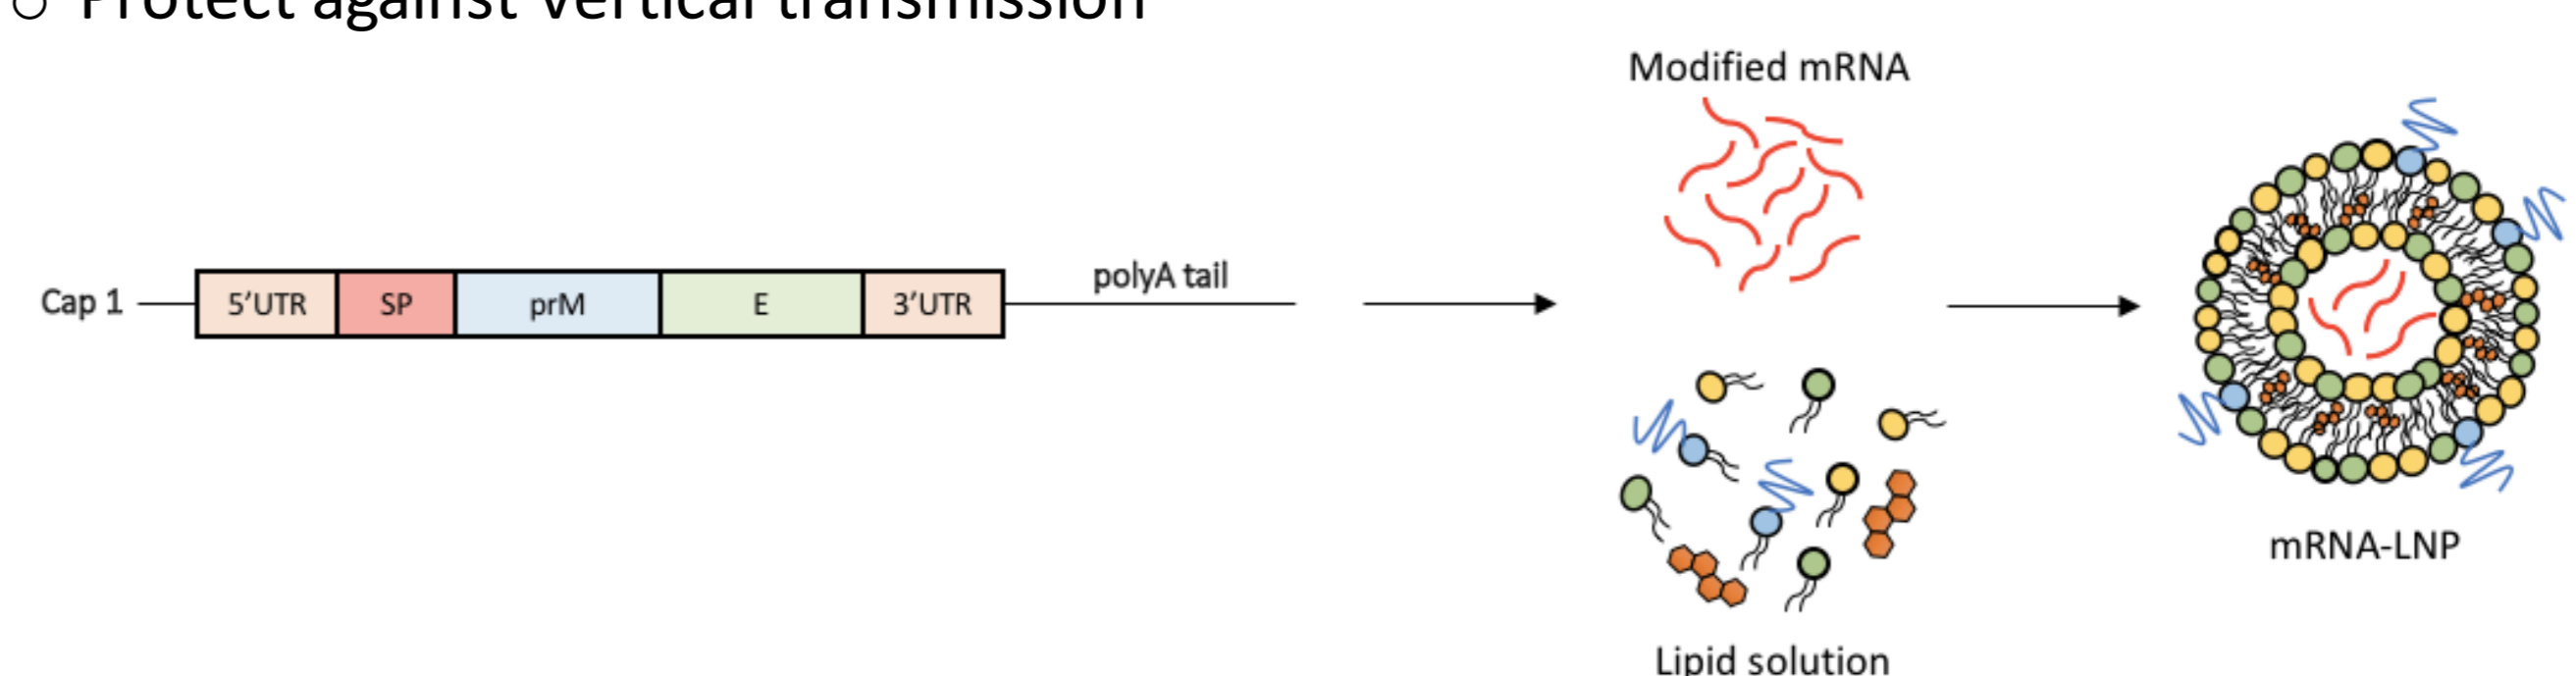 ○ Protect against vertical transmission
Modified mRNA
Cap 1 5’UTR SP prM E 3’UTR polyA tail
mRNA-LNP
Lipid solution